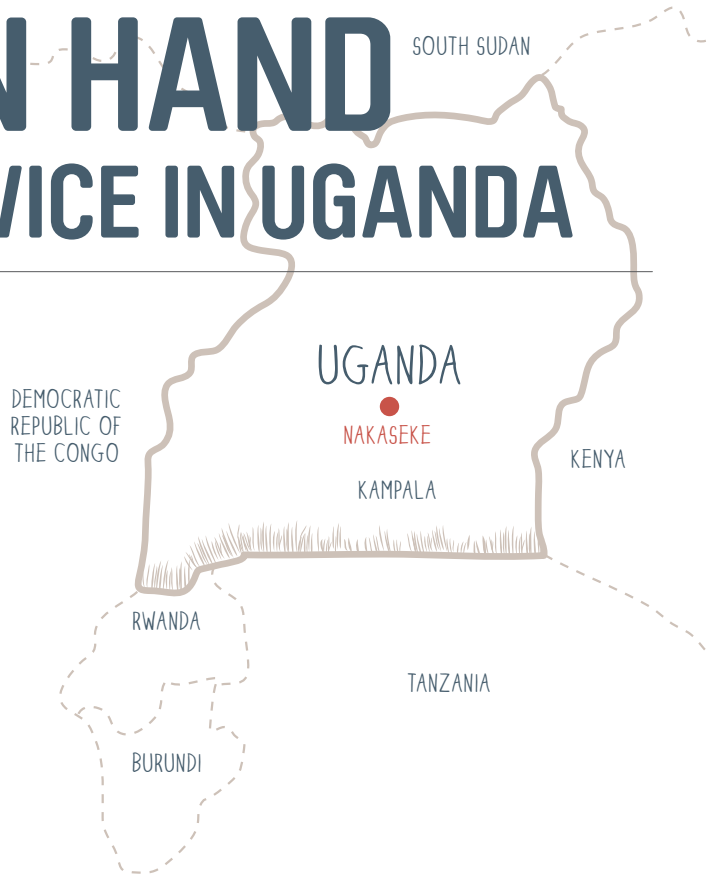 N HAND
SOUTH SUDAN
VICE IN UGANDA
UGANDA
DEMOCRATIC
REPUBLIC OF
THE CONGO
NAKASEKE
KENYA
KAMPALA
RWANDA
TANZANIA
BURUNDI